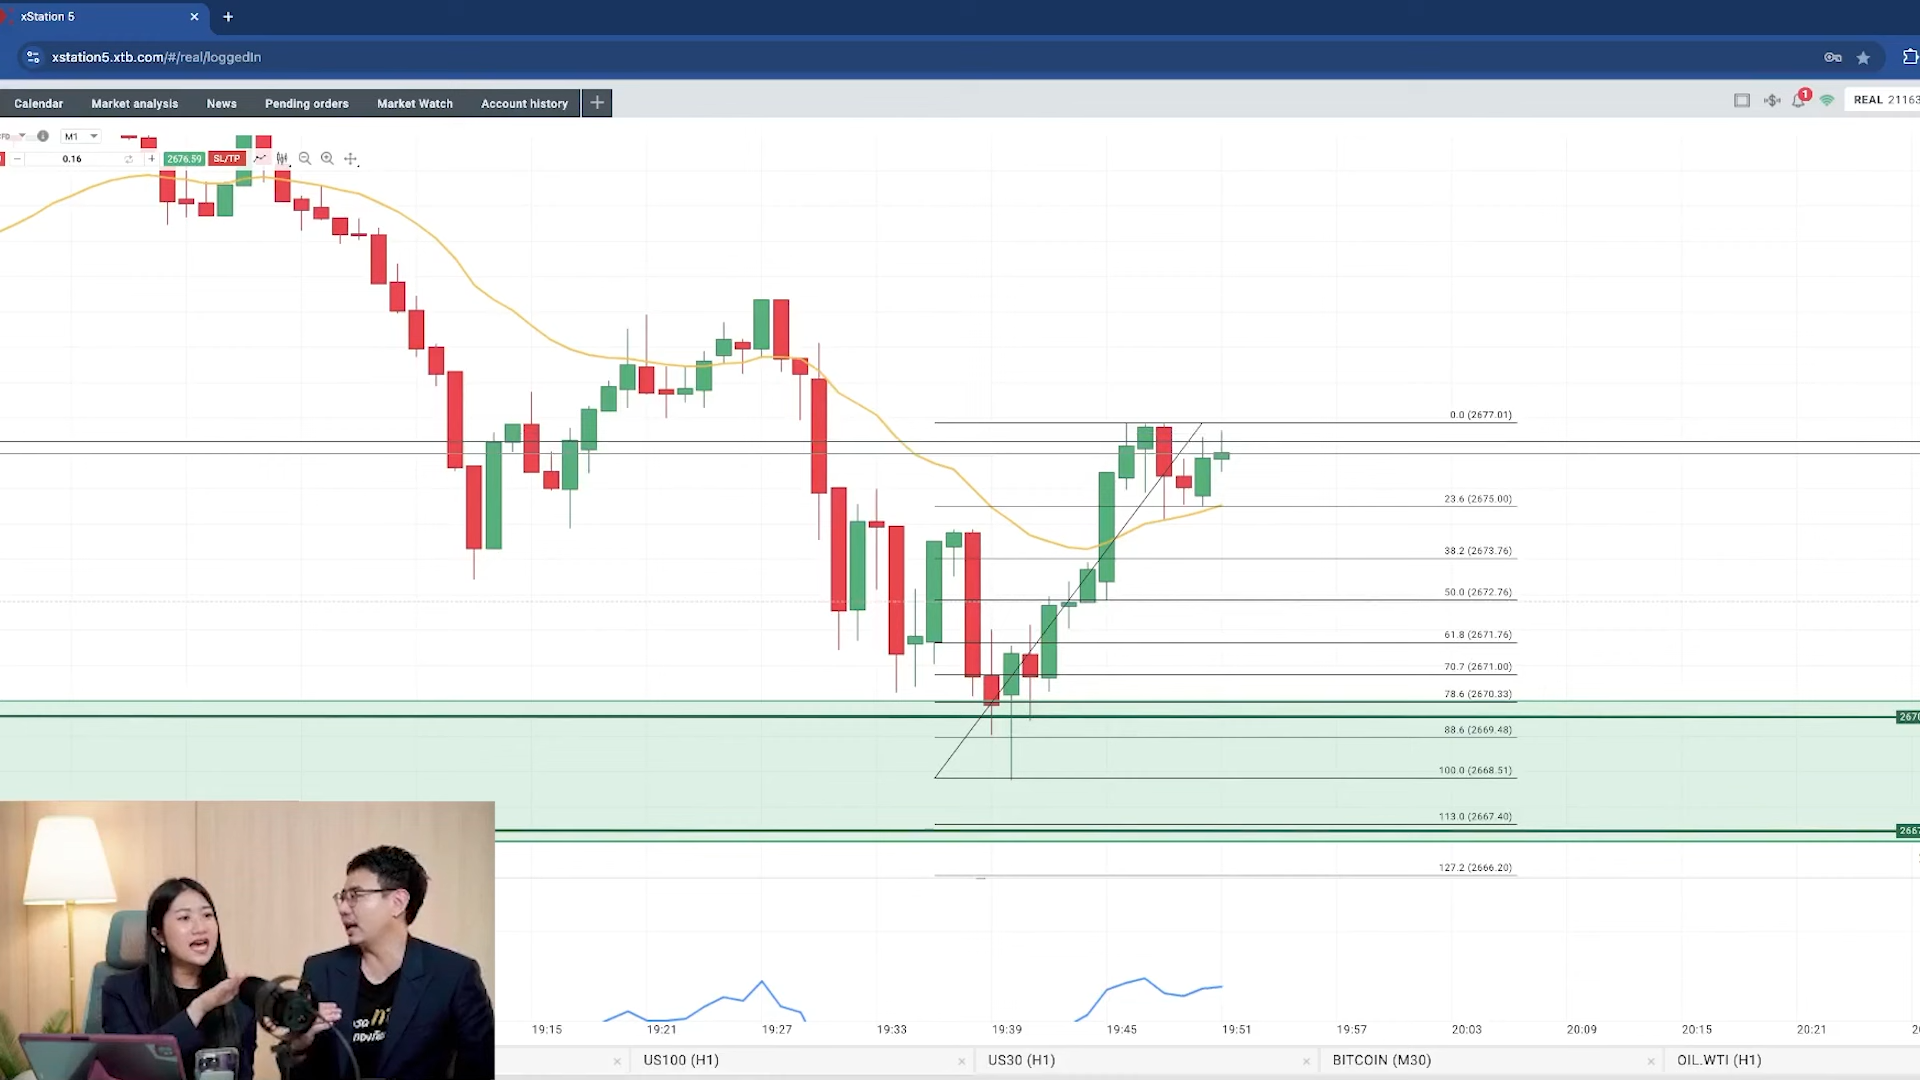 xStation 5
xstation5.xtb.com/#/real/loggedIn
Calendar Market analysis News Pending orders Market Watch Account history
1
REAL 21163
M1
0.16 2676.59 SL/TP
0.0 (2677.01)
23.6 (2675.00)
38.2 (2673.76)
50.0 (2672.76)
61.8 (2671.76)
70.7 (2671.00)
78.6 (2670.33)
2670
88.6 (2669.48)
100.0 (2668.51)
113.0 (2667.40)
2667
127.2 (2666.20)
19:15 19:21 19:27 19:33 19:39 19:45 19:51 19:57 20:03 20:09 20:15 20:21
US100 (H1) US30 (H1) BITCOIN (M30) OIL.WTI (H1)